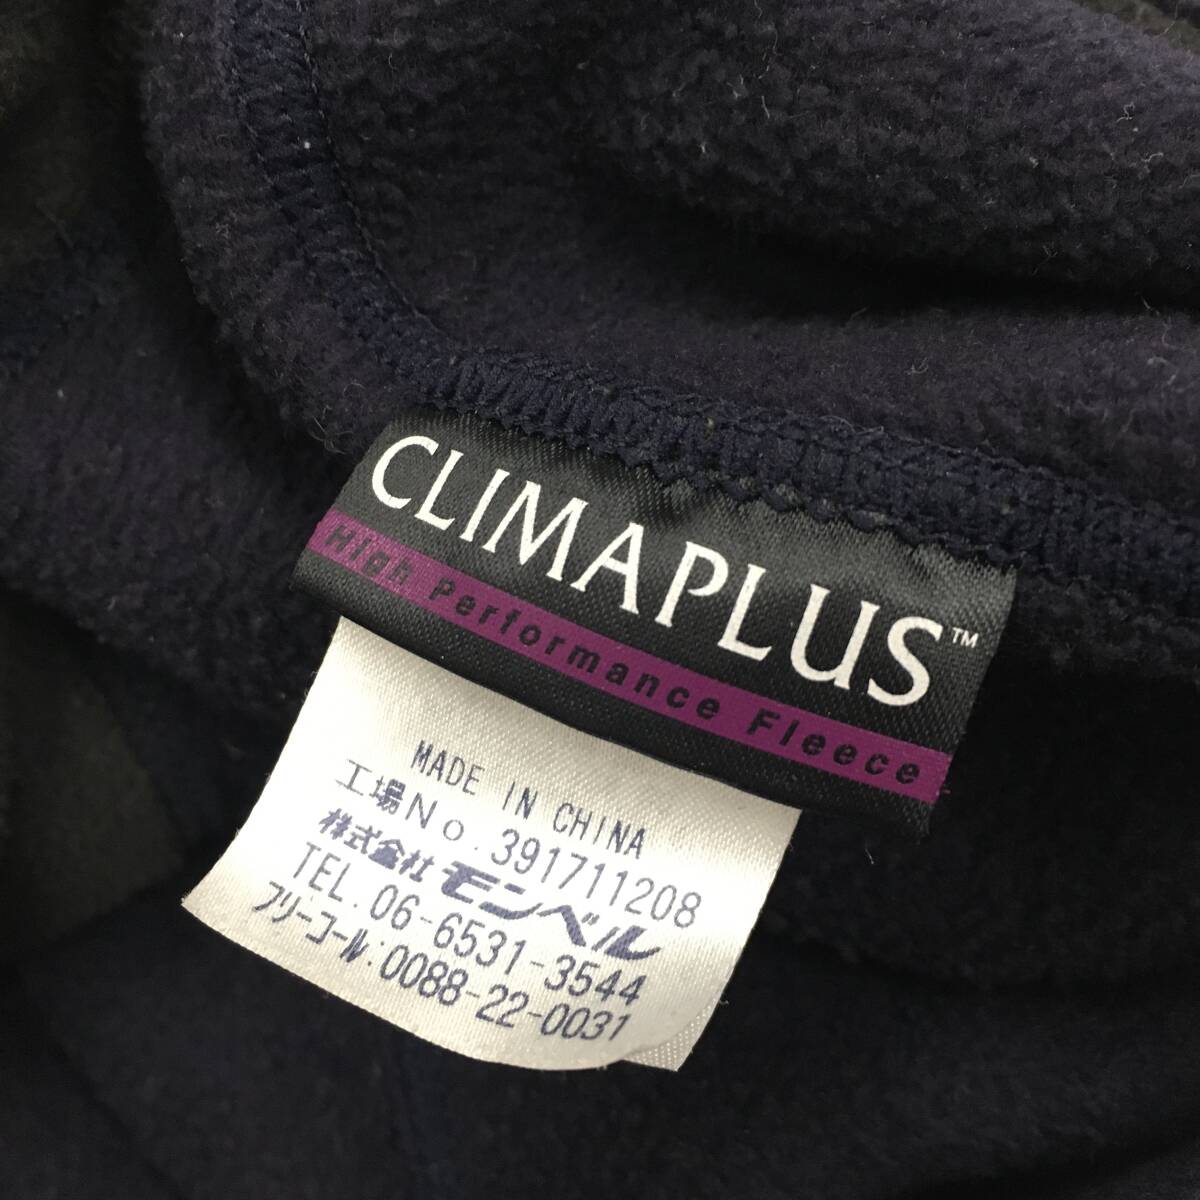 CLIMAPLUS™
High Performance Fleece
MADE IN CHINA
工場No.391711208
株式会社モンベル
TEL.06-6531-3544
フリーコール:0088-22-0031